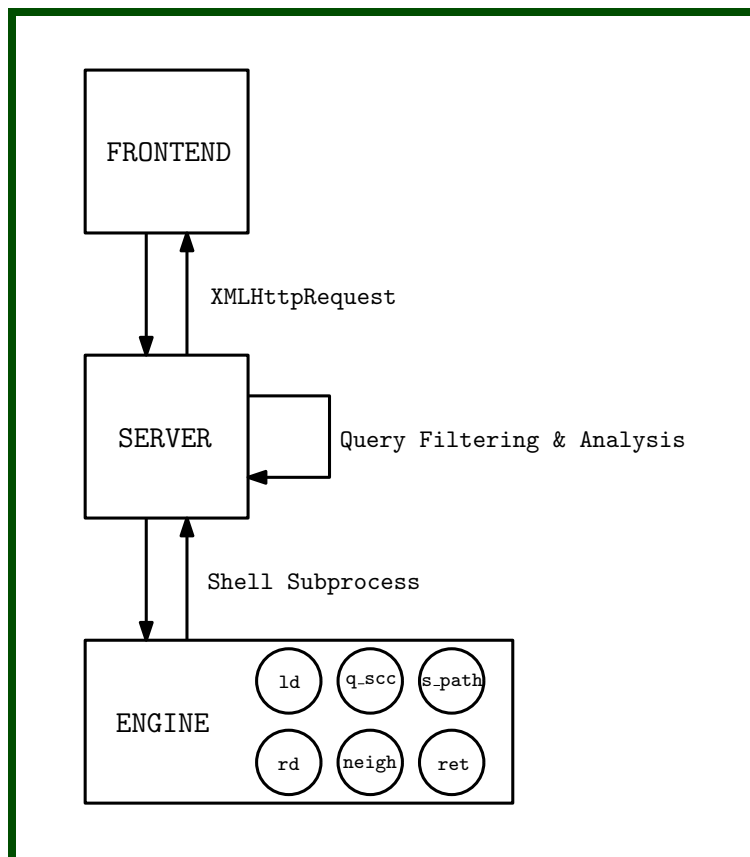 FRONTEND
XMLHttpRequest
SERVER
Query Filtering & Analysis
Shell Subprocess
ld q_scc s_path
ENGINE
rd neigh ret